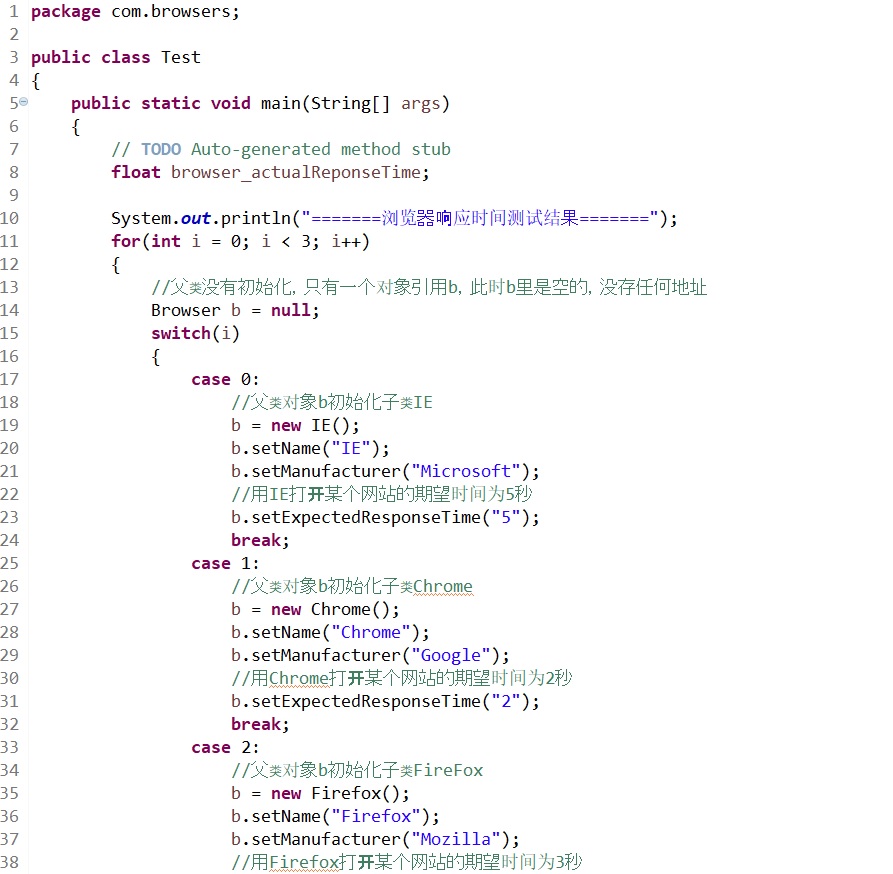 1 package com.browsers;
2
3 public class Test
4 {
5 public static void main(String[] args)
6 {
7 // TODO Auto-generated method stub
8 float browser_actualReponseTime;
9
10 System.out.println("=======浏览器响应时间测试结果=======");
11 for(int i = 0; i < 3; i++)
12 {
13 //父类没有初始化, 只有一个对象引用b, 此时b里是空的, 没存任何地址
14 Browser b = null;
15 switch(i)
16 {
17 case 0:
18 //父类对象b初始化子类IE
19 b = new IE();
20 b.setName("IE");
21 b.setManufacturer("Microsoft");
22 //用IE打开某个网站的期望时间为5秒
23 b.setExpectedResponseTime("5");
24 break;
25 case 1:
26 //父类对象b初始化子类Chrome
27 b = new Chrome();
28 b.setName("Chrome");
29 b.setManufacturer("Google");
30 //用Chrome打开某个网站的期望时间为2秒
31 b.setExpectedResponseTime("2");
32 break;
33 case 2:
34 //父类对象b初始化子类FireFox
35 b = new Firefox();
36 b.setName("Firefox");
37 b.setManufacturer("Mozilla");
38 //用Firefox打开某个网站的期望时间为3秒